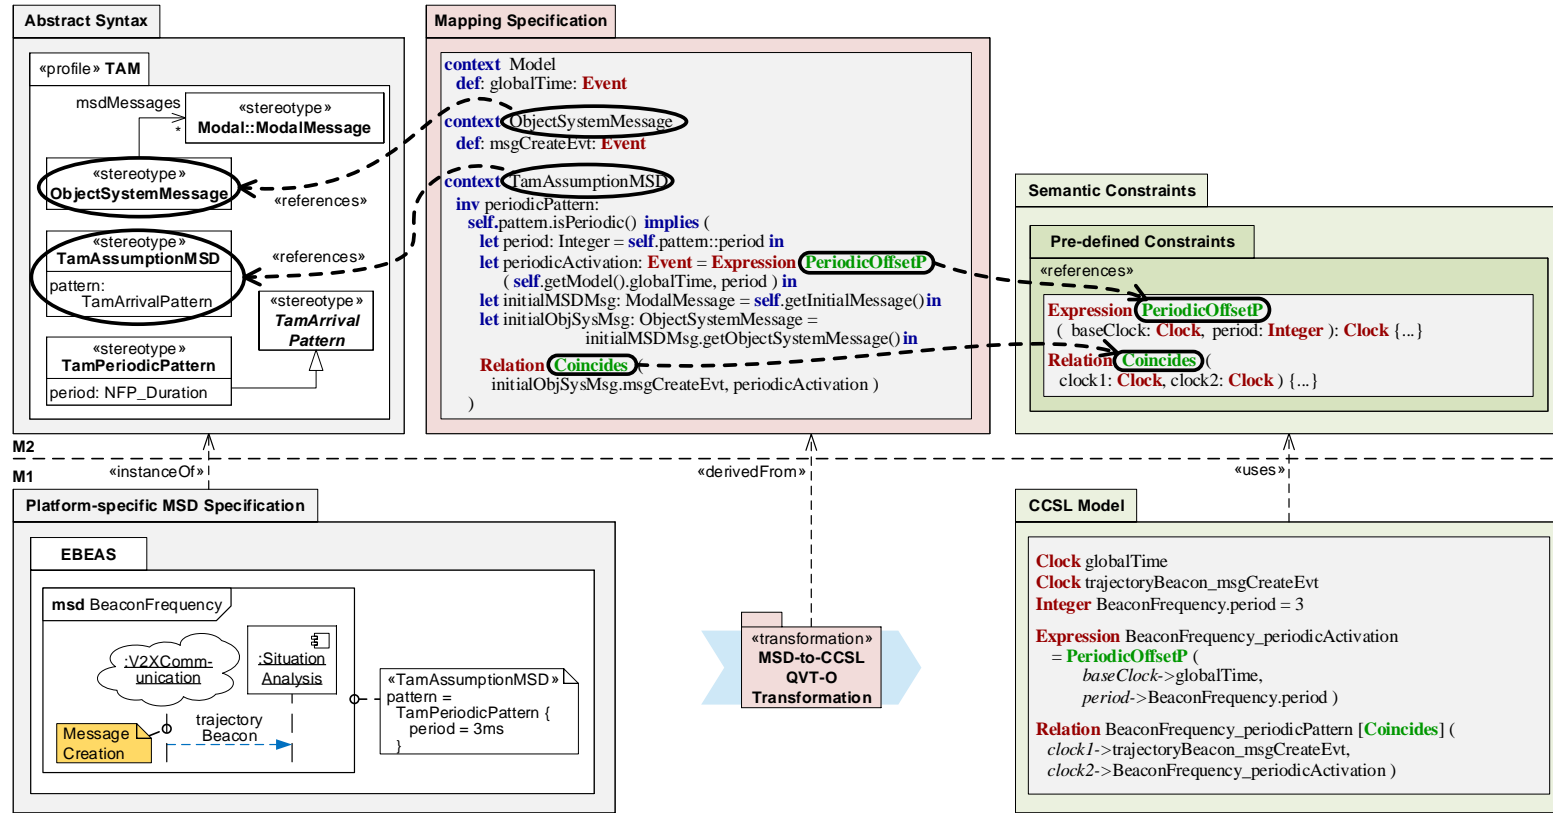 Abstract Syntax
«profile» TAM
msdMessages
*
«stereotype»
Modal::ModalMessage
«stereotype»
ObjectSystemMessage
«references»
«stereotype»
TamAssumptionMSD
pattern:
TamArrivalPattern
«references»
«stereotype»
TamArrival
Pattern
«stereotype»
TamPeriodicPattern
period: NFP_Duration
Mapping Specification
context Model
def: globalTime: Event
context ObjectSystemMessage
def: msgCreateEvt: Event
context TamAssumptionMSD
inv periodicPattern:
self.pattern.isPeriodic() implies (
let period: Integer = self.pattern::period in
let periodicActivation: Event = Expression PeriodicOffsetP
( self.getModel().globalTime, period ) in
let initialMSDMsg: ModalMessage = self.getInitialMessage() in
let initialObjSysMsg: ObjectSystemMessage =
initialMSDMsg.getObjectSystemMessage() in
Relation Coincides (
initialObjSysMsg.msgCreateEvt, periodicActivation )
)
Semantic Constraints
Pre-defined Constraints
«references»
Expression PeriodicOffsetP
( baseClock: Clock, period: Integer ): Clock {...}
Relation Coincides (
clock1: Clock, clock2: Clock ) {...}
M2
M1
«instanceOf»
«derivedFrom»
«uses»
Platform-specific MSD Specification
EBEAS
msd BeaconFrequency
:V2XComm-
unication
:Situation
Analysis
trajectory
Beacon
Message
Creation
«TamAssumptionMSD»
pattern =
TamPeriodicPattern {
period = 3ms
}
«transformation»
MSD-to-CCSL
QVT-O
Transformation
CCSL Model
Clock globalTime
Clock trajectoryBeacon_msgCreateEvt
Integer BeaconFrequency.period = 3
Expression BeaconFrequency_periodicActivation
= PeriodicOffsetP (
baseClock->globalTime,
period->BeaconFrequency.period )
Relation BeaconFrequency_periodicPattern [Coincides] (
clock1->trajectoryBeacon_msgCreateEvt,
clock2->BeaconFrequency_periodicActivation )